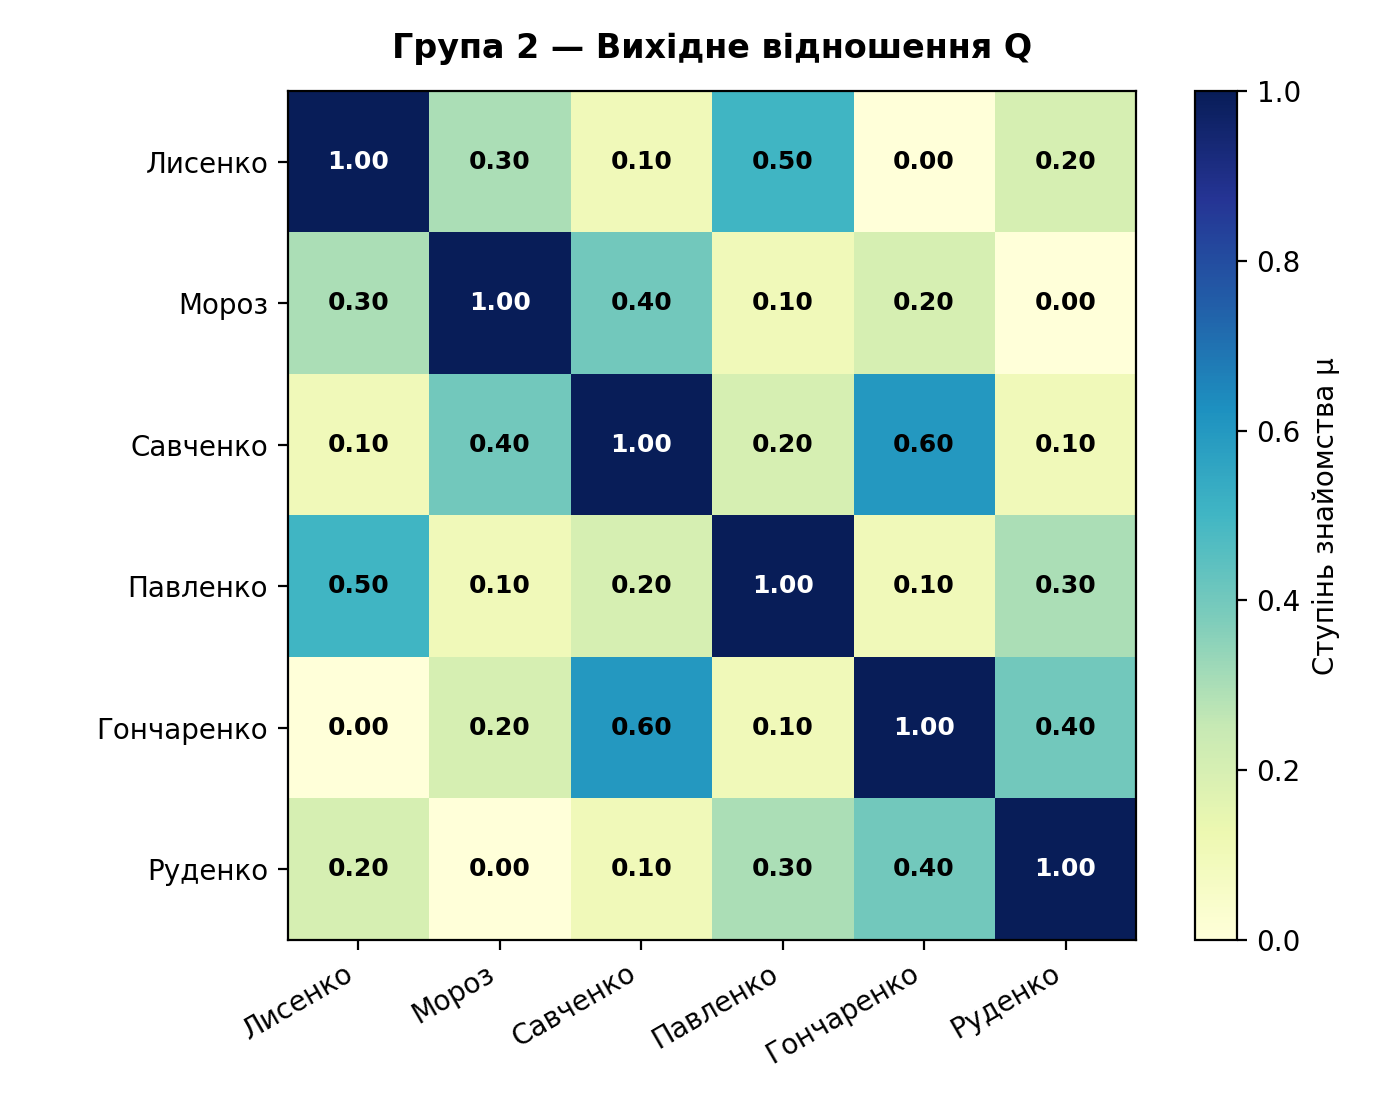 Група 2 — Вихідне відношення Q
Лисенко 1.00 0.30 0.10 0.50 0.00 0.20
Мороз 0.30 1.00 0.40 0.10 0.20 0.00
Савченко 0.10 0.40 1.00 0.20 0.60 0.10
Павленко 0.50 0.10 0.20 1.00 0.10 0.30
Гончаренко 0.00 0.20 0.60 0.10 1.00 0.40
Руденко 0.20 0.00 0.10 0.30 0.40 1.00
Лисенко Мороз Савченко Павленко Гончаренко Руденко
1.0
0.8
0.6
0.4
0.2
0.0
Ступінь знайомства μ